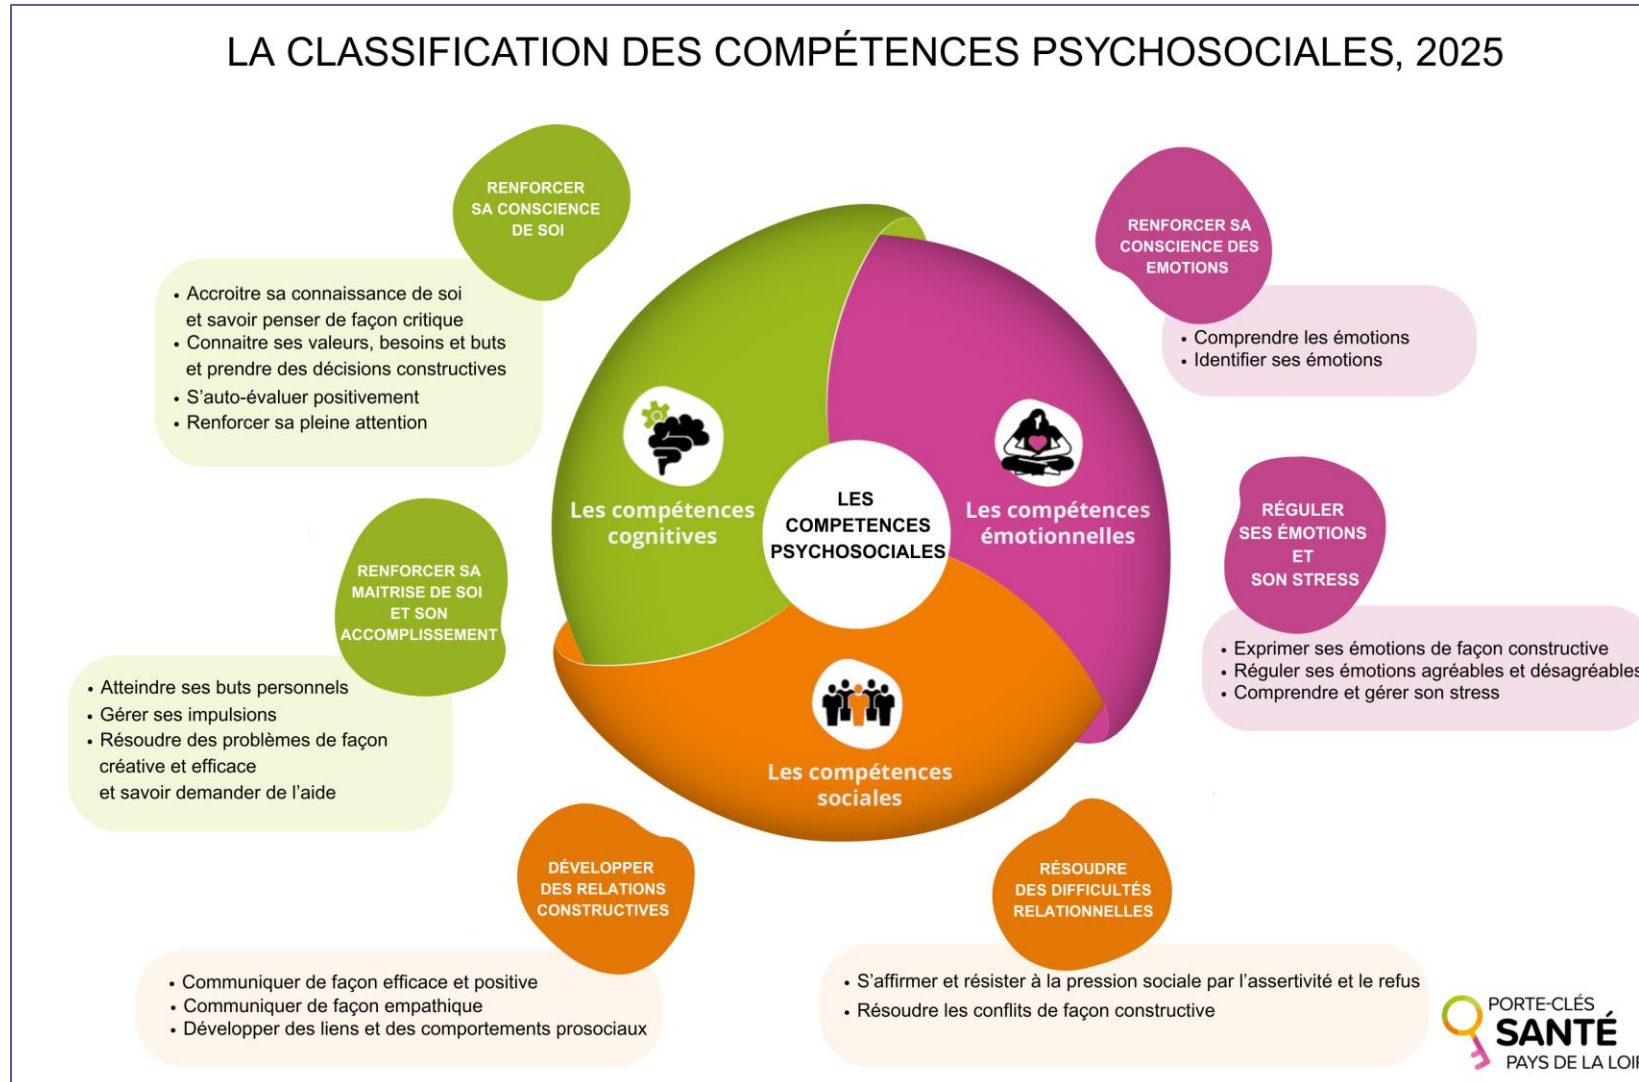 LA CLASSIFICATION DES COMPÉTENCES PSYCHOSOCIALES, 2025
RENFORCER
SA CONSCIENCE
DE SOI
• Accroitre sa connaissance de soi
et savoir penser de façon critique
• Connaitre ses valeurs, besoins et buts
et prendre des décisions constructives
• S'auto-évaluer positivement
• Renforcer sa pleine attention
RENFORCER SA
CONSCIENCE DES
EMOTIONS
• Comprendre les émotions
• Identifier ses émotions
Les compétences
cognitives
LES
COMPETENCES
PSYCHOSOCIALES
Les compétences
émotionnelles
RENFORCER SA
MAITRISE DE SOI
ET SON
ACCOMPLISSEMENT
• Atteindre ses buts personnels
• Gérer ses impulsions
• Résoudre des problèmes de façon
créative et efficace
et savoir demander de l'aide
RÉGULER
SES ÉMOTIONS
ET
SON STRESS
• Exprimer ses émotions de façon constructive
• Réguler ses émotions agréables et désagréables
• Comprendre et gérer son stress
Les compétences
sociales
DÉVELOPPER
DES RELATIONS
CONSTRUCTIVES
• Communiquer de façon efficace et positive
• Communiquer de façon empathique
• Développer des liens et des comportements prosociaux
RÉSOUDRE
DES DIFFICULTÉS
RELATIONNELLES
• S'affirmer et résister à la pression sociale par l'assertivité et le refus
• Résoudre les conflits de façon constructive
PORTE-CLÉS
SANTÉ
PAYS DE LA LOIR